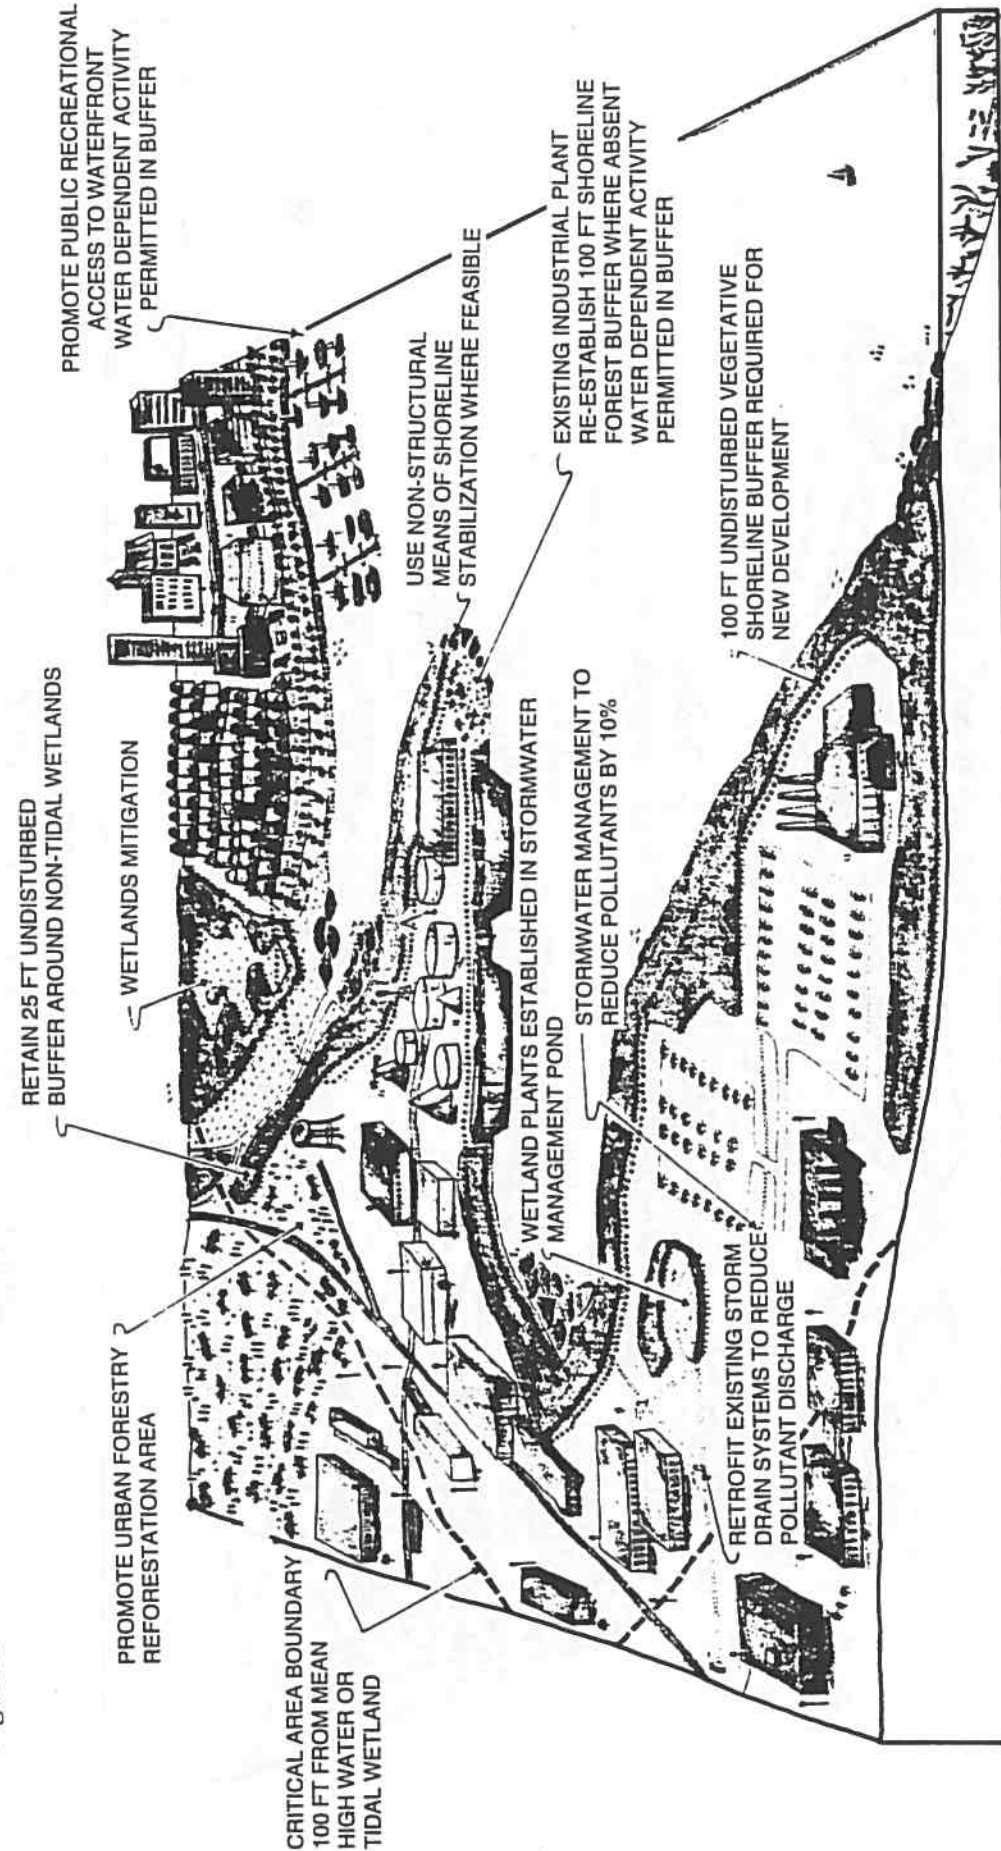 RETAIN 25 FT UNDISTURBED
BUFFER AROUND NON-TIDAL WETLANDS
WETLANDS MITIGATION
PROMOTE PUBLIC RECREATIONAL
ACCESS TO WATERFRONT
WATER DEPENDENT ACTIVITY
PERMITTED IN BUFFER
PROMOTE URBAN FORESTRY
REFORESTATION AREA
CRITICAL AREA BOUNDARY
100 FT FROM MEAN
HIGH WATER OR
TIDAL WETLAND
USE NON-STRUCTURAL
MEANS OF SHORELINE
STABILIZATION WHERE FEASIBLE
EXISTING INDUSTRIAL PLANT
RE-ESTABLISH 100 FT SHORELINE
FOREST BUFFER WHERE ABSENT
WATER DEPENDENT ACTIVITY
PERMITTED IN BUFFER
WETLAND PLANTS ESTABLISHED IN STORMWATER
MANAGEMENT POND
STORMWATER MANAGEMENT TO
REDUCE POLLUTANTS BY 10%
100 FT UNDISTURBED VEGETATIVE
SHORELINE BUFFER REQUIRED FOR
NEW DEVELOPMENT
RETROFIT EXISTING STORM
DRAIN SYSTEMS TO REDUCE
POLLUTANT DISCHARGE